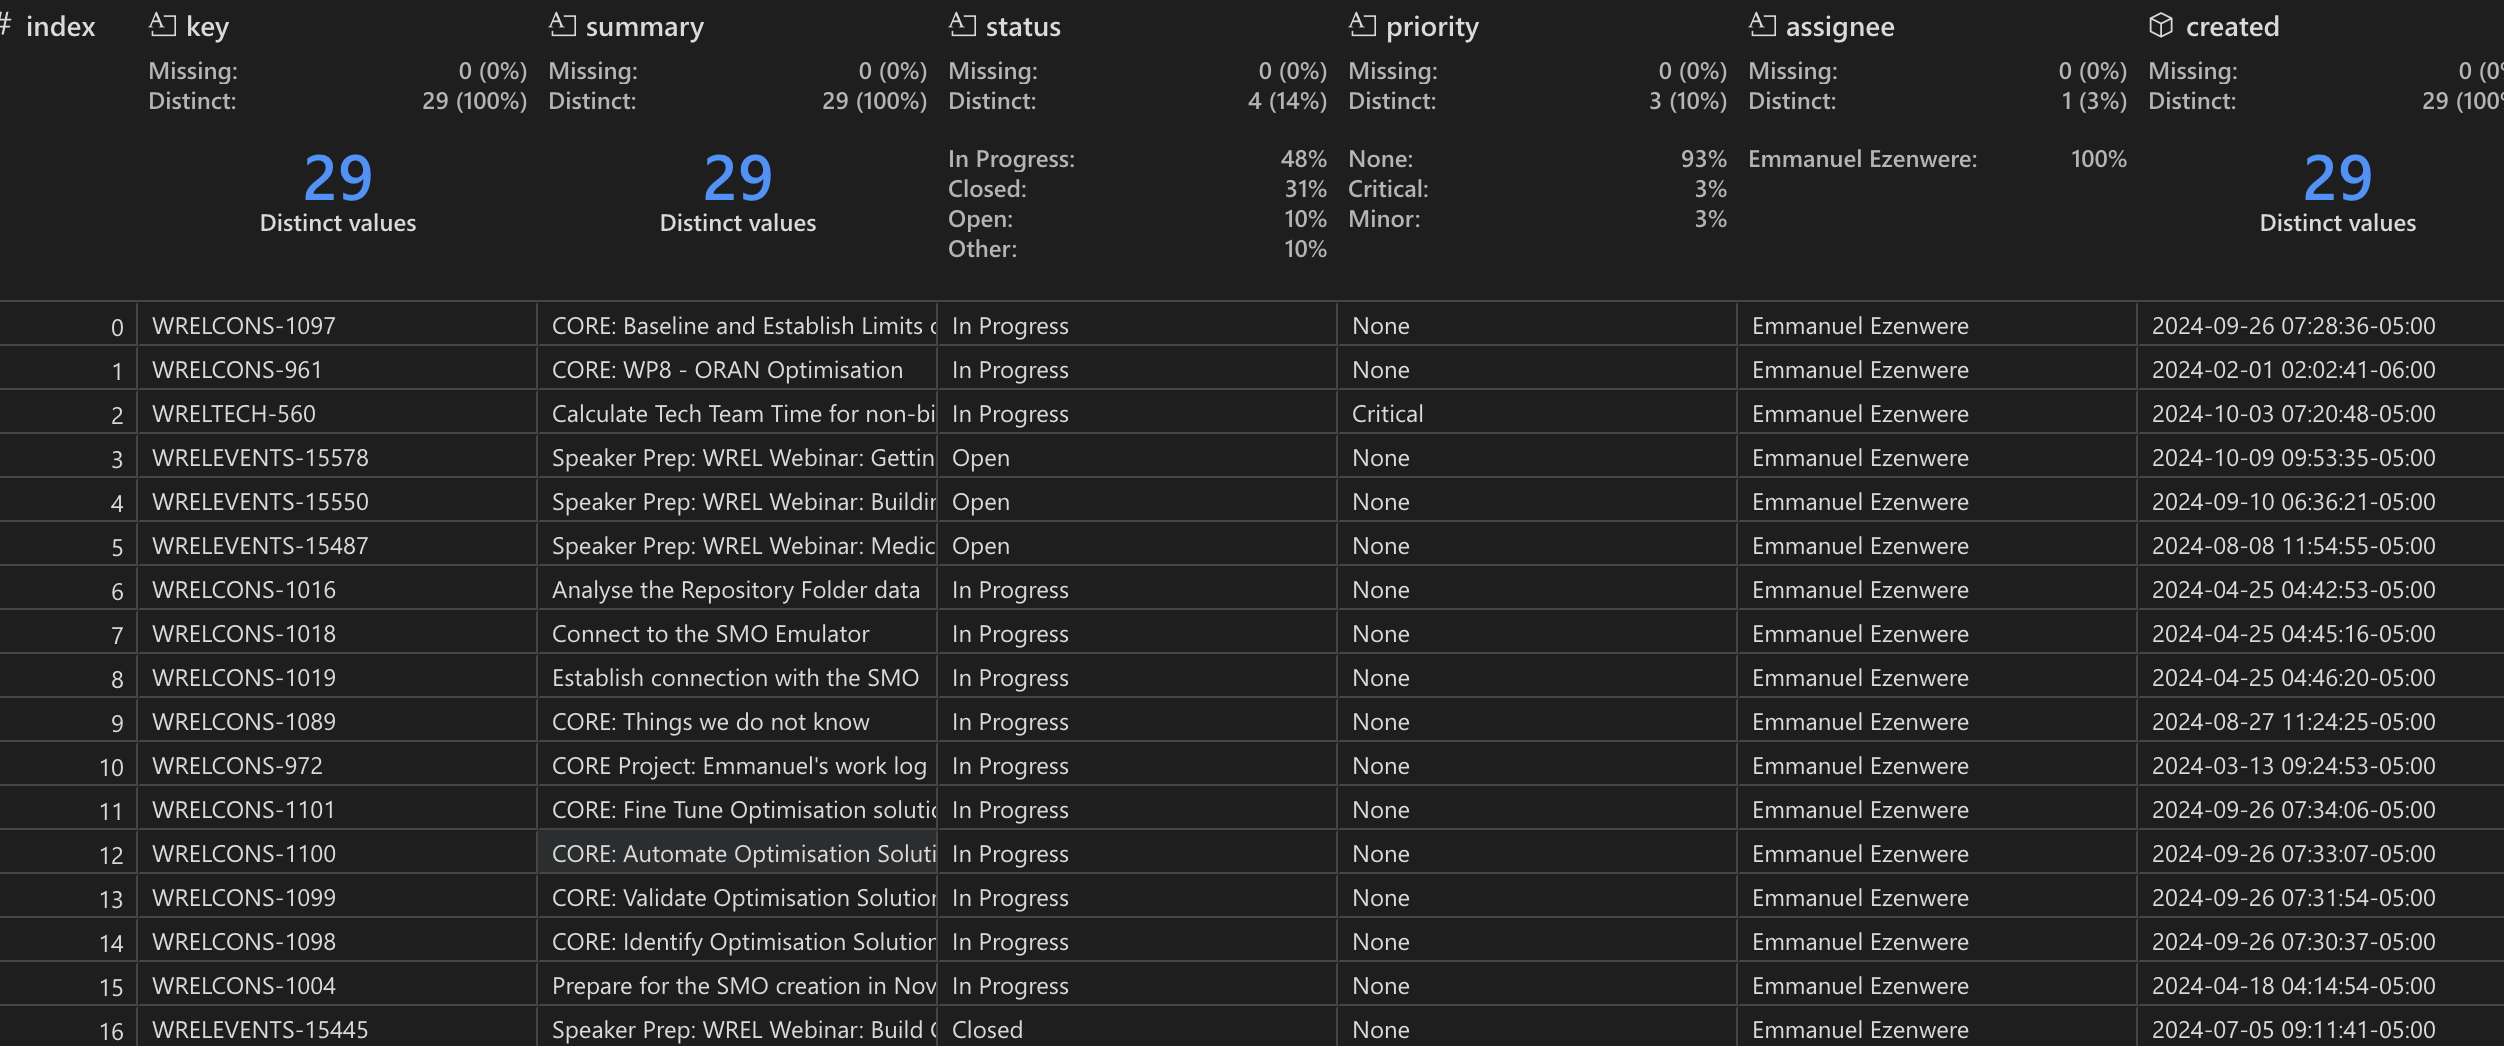 # index key summary status priority assignee created
Missing: 0 (0%) Missing: 0 (0%) Missing: 0 (0%) Missing: 0 (0%) Missing: 0 (0%) Missing: 0 (0%
Distinct: 29 (100%) Distinct: 29 (100%) Distinct: 4 (14%) Distinct: 3 (10%) Distinct: 1 (3%) Distinct: 29 (100%
In Progress: 48% None: 93% Emmanuel Ezenwere: 100%
29 29 Closed: 31% Critical: 3% 29
Distinct values Distinct values Open: 10% Minor: 3% Distinct values
Other: 10%
0 WRELCONS-1097 CORE: Baseline and Establish Limits In Progress None Emmanuel Ezenwere 2024-09-26 07:28:36-05:00
1 WRELCONS-961 CORE: WP8 - ORAN Optimisation In Progress None Emmanuel Ezenwere 2024-02-01 02:02:41-06:00
2 WRELTECH-560 Calculate Tech Team Time for non-bi In Progress Critical Emmanuel Ezenwere 2024-10-03 07:20:48-05:00
3 WRELEVENTS-15578 Speaker Prep: WREL Webinar: Gettin Open None Emmanuel Ezenwere 2024-10-09 09:53:35-05:00
4 WRELEVENTS-15550 Speaker Prep: WREL Webinar: Buildin Open None Emmanuel Ezenwere 2024-09-10 06:36:21-05:00
5 WRELEVENTS-15487 Speaker Prep: WREL Webinar: Medic Open None Emmanuel Ezenwere 2024-08-08 11:54:55-05:00
6 WRELCONS-1016 Analyse the Repository Folder data In Progress None Emmanuel Ezenwere 2024-04-25 04:42:53-05:00
7 WRELCONS-1018 Connect to the SMO Emulator In Progress None Emmanuel Ezenwere 2024-04-25 04:45:16-05:00
8 WRELCONS-1019 Establish connection with the SMO In Progress None Emmanuel Ezenwere 2024-04-25 04:46:20-05:00
9 WRELCONS-1089 CORE: Things we do not know In Progress None Emmanuel Ezenwere 2024-08-27 11:24:25-05:00
10 WRELCONS-972 CORE Project: Emmanuel's work log In Progress None Emmanuel Ezenwere 2024-03-13 09:24:53-05:00
11 WRELCONS-1101 CORE: Fine Tune Optimisation solutio In Progress None Emmanuel Ezenwere 2024-09-26 07:34:06-05:00
12 WRELCONS-1100 CORE: Automate Optimisation Soluti In Progress None Emmanuel Ezenwere 2024-09-26 07:33:07-05:00
13 WRELCONS-1099 CORE: Validate Optimisation Solution In Progress None Emmanuel Ezenwere 2024-09-26 07:31:54-05:00
14 WRELCONS-1098 CORE: Identify Optimisation Solution In Progress None Emmanuel Ezenwere 2024-09-26 07:30:37-05:00
15 WRELCONS-1004 Prepare for the SMO creation in Nov In Progress None Emmanuel Ezenwere 2024-04-18 04:14:54-05:00
16 WRELEVENTS-15445 Speaker Prep: WREL Webinar: Build Closed None Emmanuel Ezenwere 2024-07-05 09:11:41-05:00